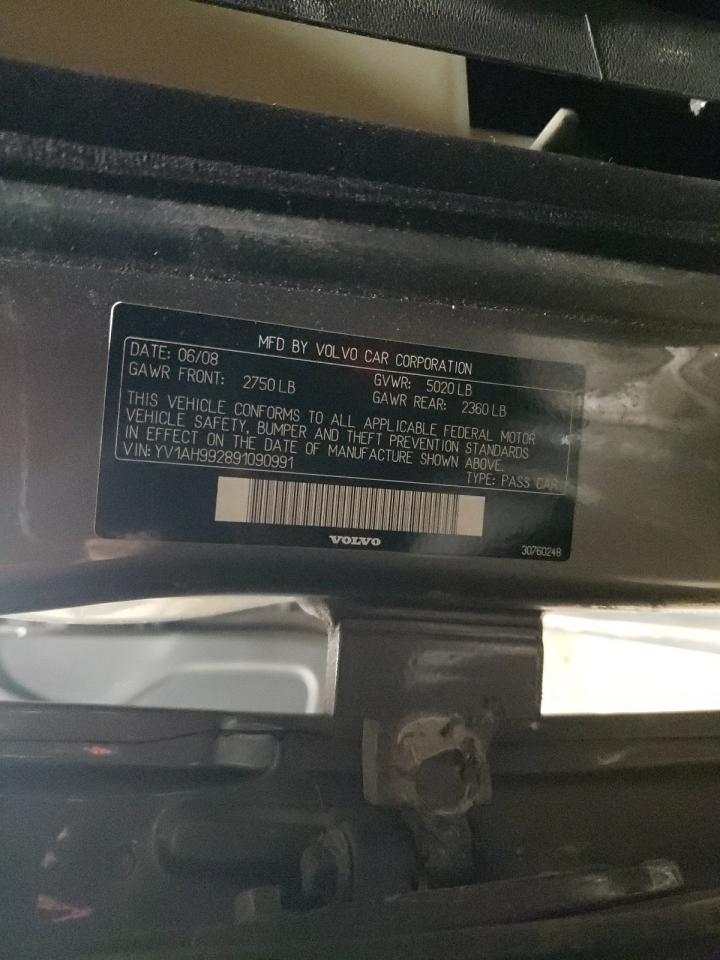 MFD BY VOLVO CAR CORPORATION
DATE: 06/08 GVWR: 5020 LB
GAWR FRONT: 2750 LB GAWR REAR: 2360 LB
THIS VEHICLE CONFORMS TO ALL APPLICABLE FEDERAL MOTOR
VEHICLE SAFETY, BUMPER AND THEFT PREVENTION STANDARDS
IN EFFECT ON THE DATE OF MANUFACTURE SHOWN ABOVE.
VIN: YV1AH992891090991 TYPE: PASS CAR
VOLVO
30760248